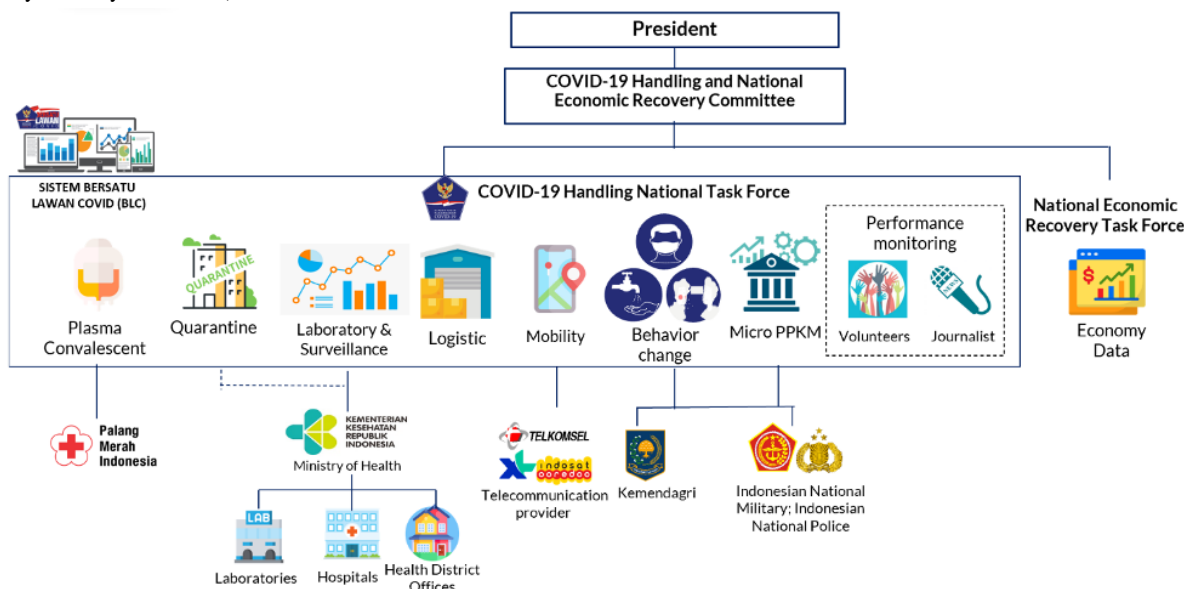 President
COVID-19 Handling and National
Economic Recovery Committee
LAWAN
SISTEM BERSATU
LAWAN COVID (BLC)
COVID-19 Handling National Task Force
National Economic
Recovery Task Force
Performance
monitoring
QUARANTINE
NEWS
$
Plasma
Convalescent
Quarantine
Laboratory &
Surveillance
Logistic
Mobility
Behavior
change
Micro PPKM
Volunteers
Journalist
Economy
Data
Palang
Merah
Indonesia
KEMENTERIAN
KESEHATAN
REPUBLIK
INDONESIA
Ministry of Health
TELKOMSEL
XL
indosat
ooredoo
Telecommunication
provider
Kemendagri
Indonesian National
Military; Indonesian
National Police
LAB
Laboratories
Hospitals
Health District
Offices